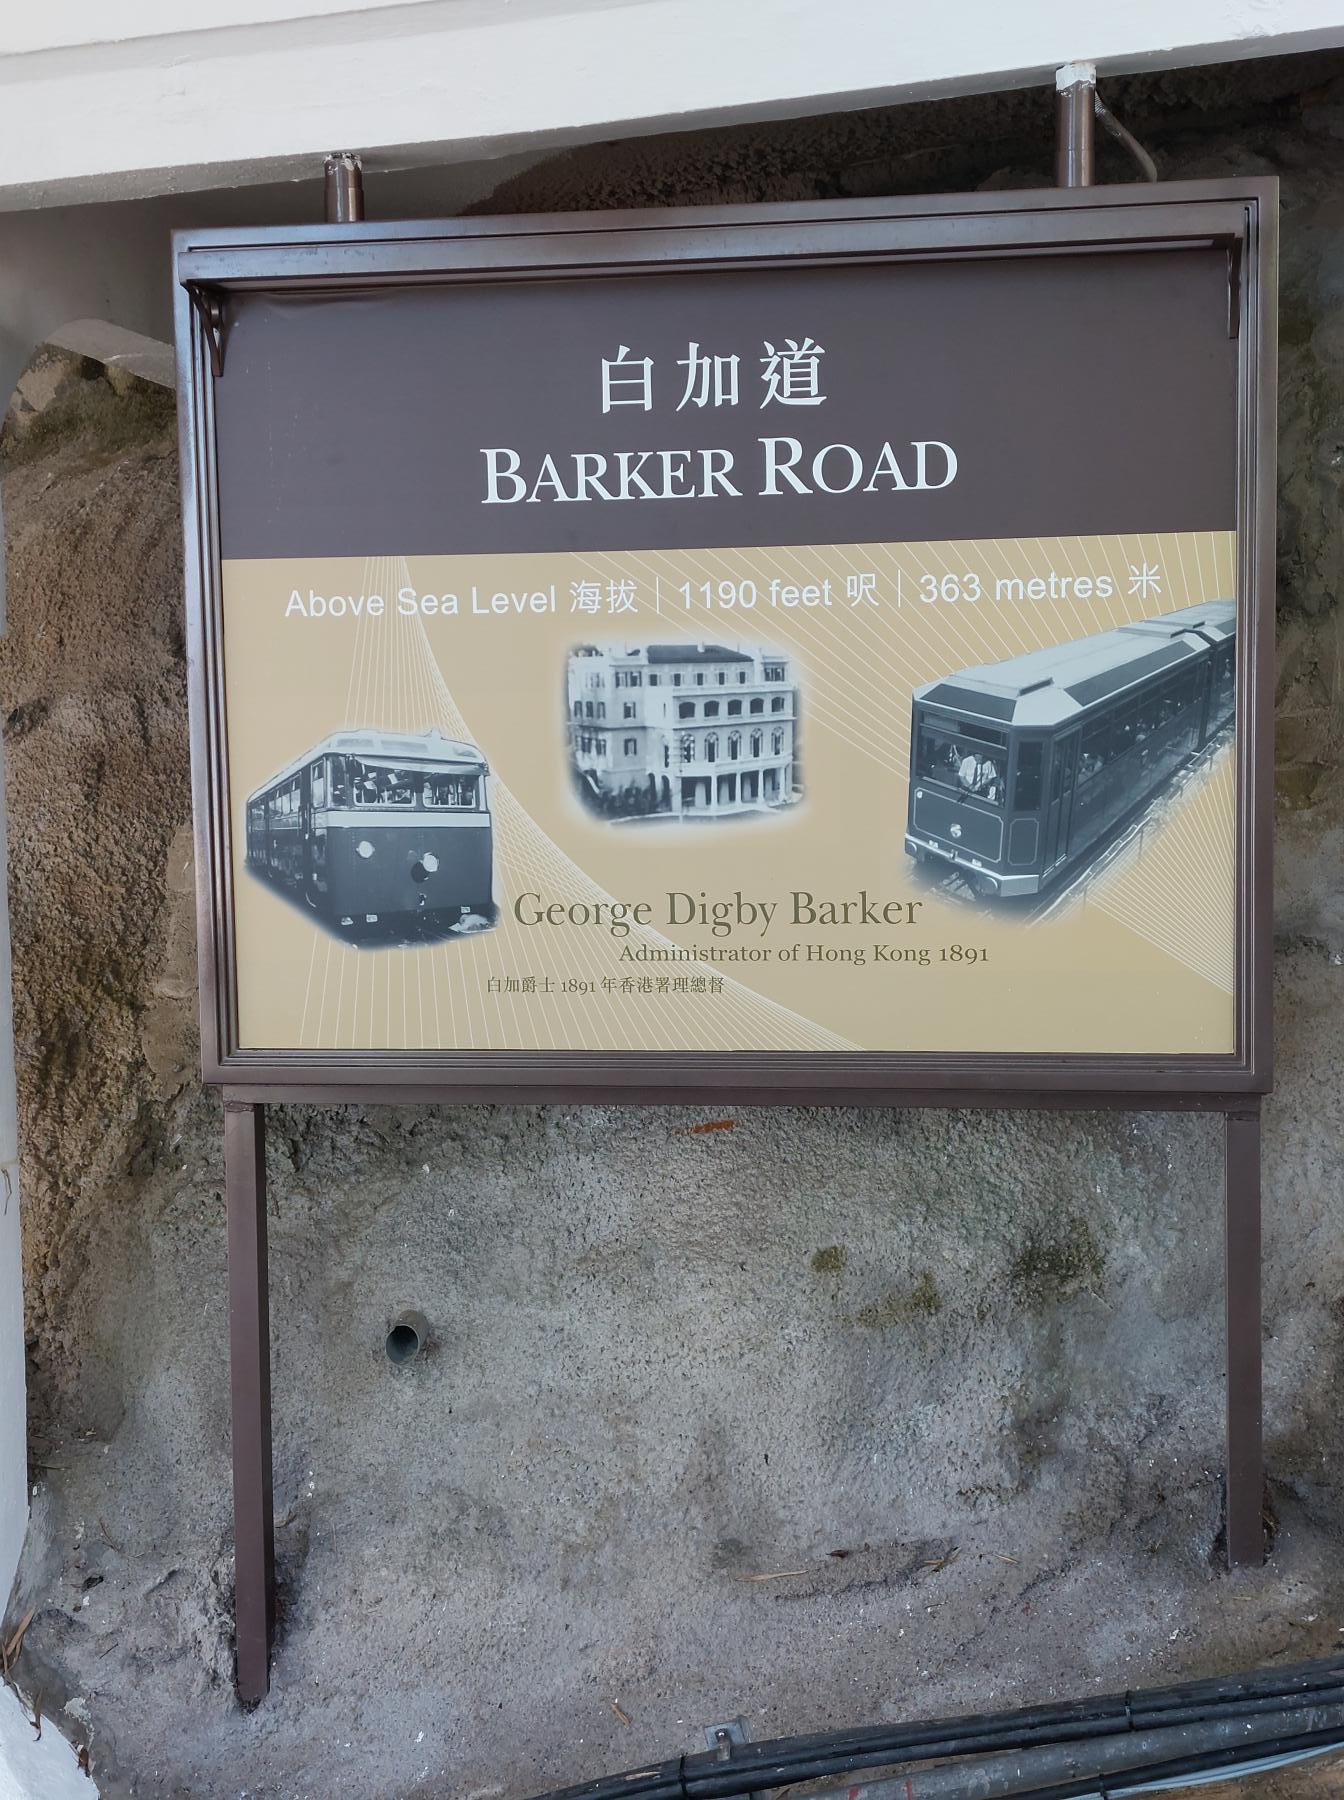 白加道
BARKER ROAD
Above Sea Level 海拔 | 1190 feet 呎 | 363 metres 米
George Digby Barker
Administrator of Hong Kong 1891
白加爵士 1891 年香港署理總督